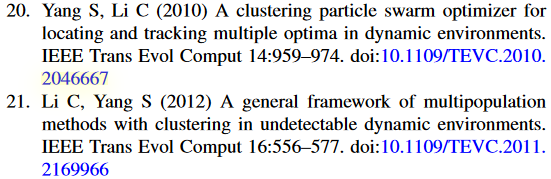 20. Yang S, Li C (2010) A clustering particle swarm optimizer for
locating and tracking multiple optima in dynamic environments.
IEEE Trans Evol Comput 14:959–974. doi:10.1109/TEVC.2010.
2046667
21. Li C, Yang S (2012) A general framework of multipopulation
methods with clustering in undetectable dynamic environments.
IEEE Trans Evol Comput 16:556–577. doi:10.1109/TEVC.2011.
2169966